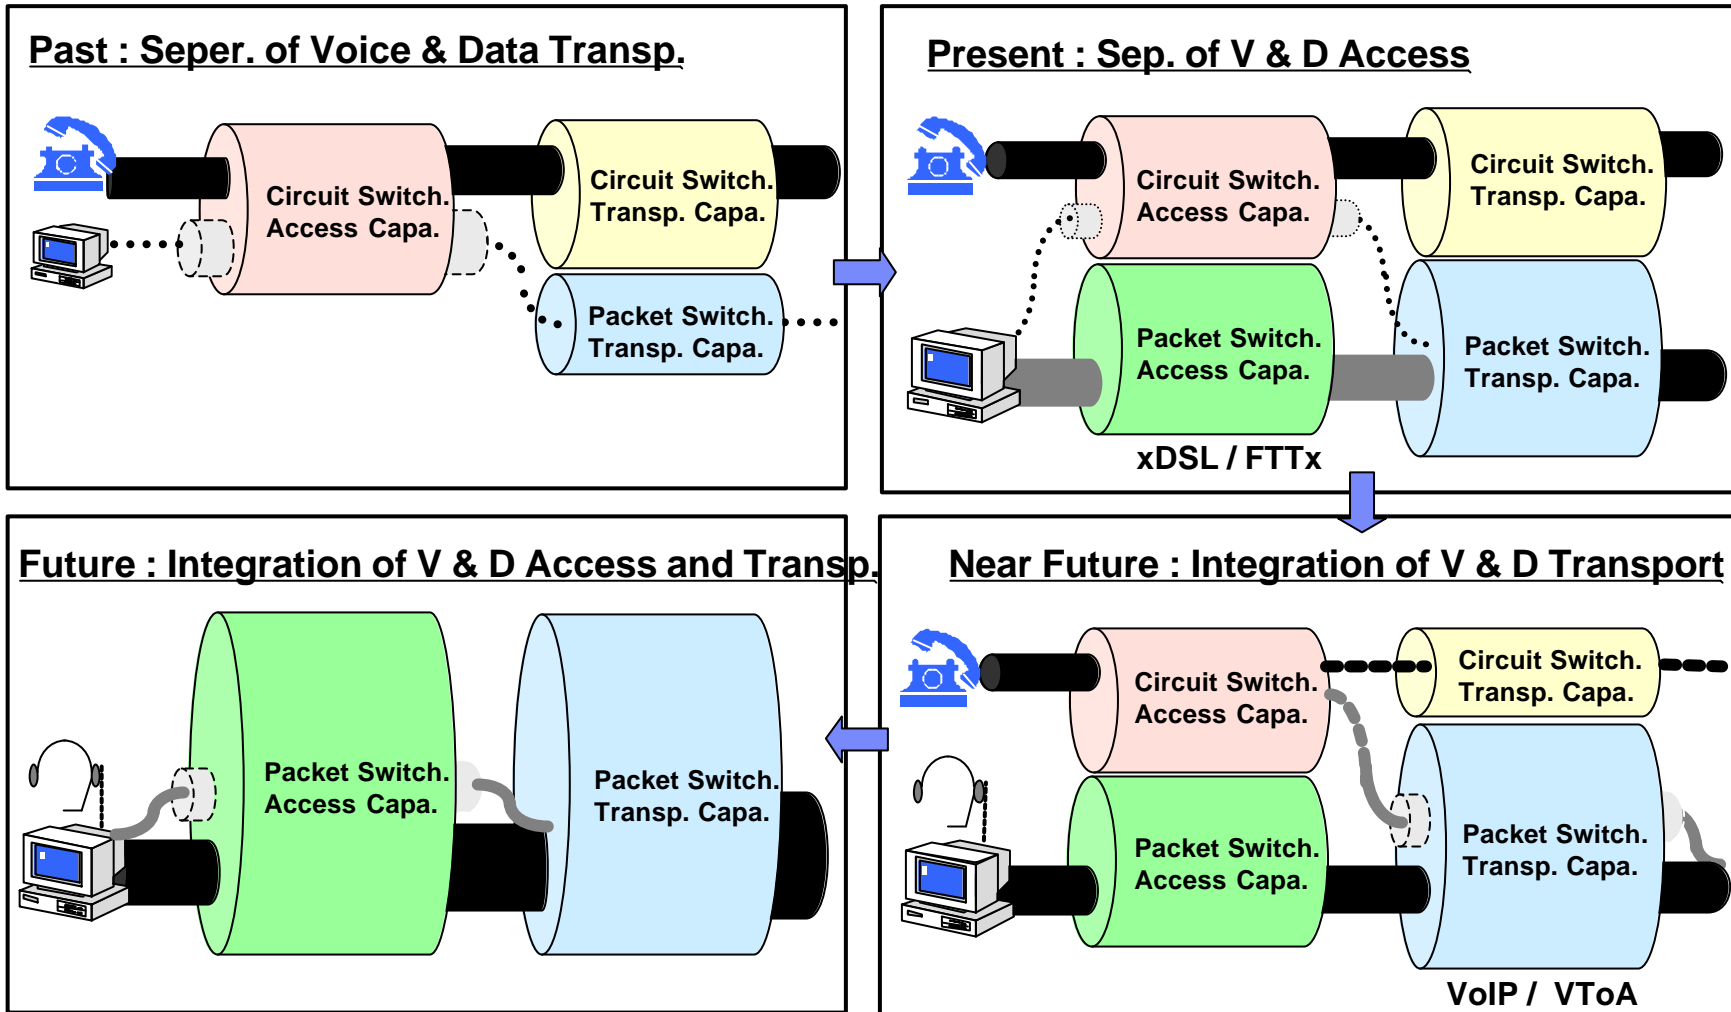 Past : Seper. of Voice & Data Transp.
Circuit Switch.
Access Capa.
Circuit Switch.
Transp. Capa.
Packet Switch.
Transp. Capa.
Present : Sep. of V & D Access
Circuit Switch.
Access Capa.
Circuit Switch.
Transp. Capa.
Packet Switch.
Access Capa.
Packet Switch.
Transp. Capa.
xDSL / FTTx
Future : Integration of V & D Access and Transp.
Packet Switch.
Access Capa.
Packet Switch.
Transp. Capa.
Near Future : Integration of V & D Transport
Circuit Switch.
Access Capa.
Circuit Switch.
Transp. Capa.
Packet Switch.
Access Capa.
Packet Switch.
Transp. Capa.
VoIP / VToA